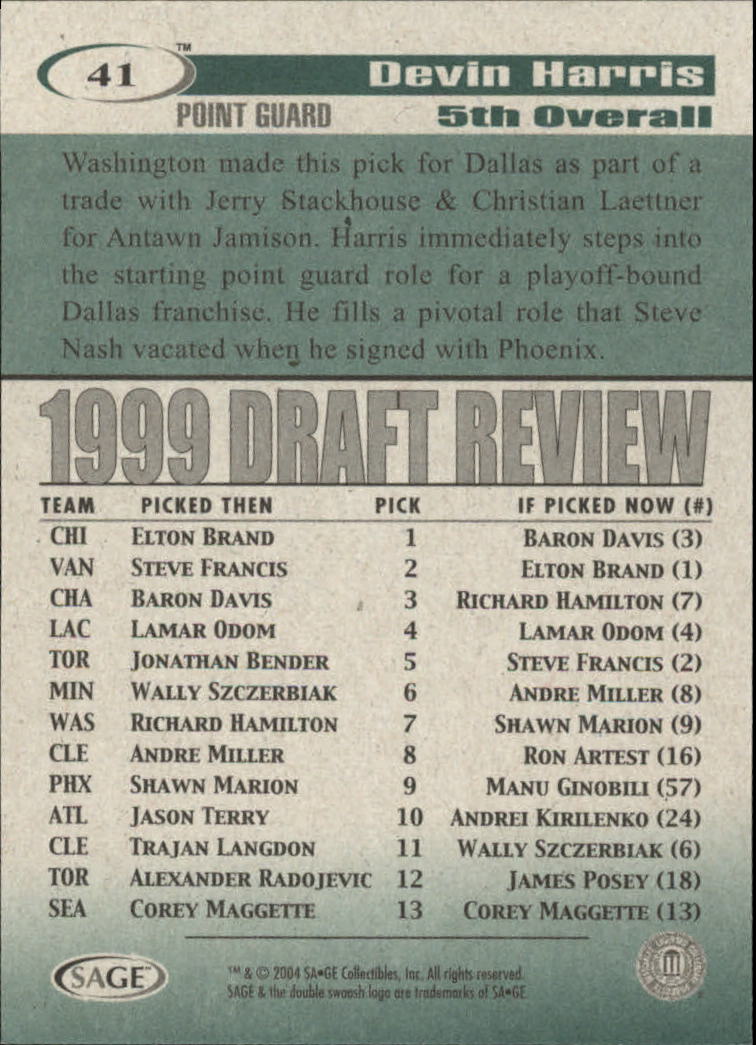 41 ™ Devin Harris
POINT GUARD 5th Overall
Washington made this pick for Dallas as part of a
trade with Jerry Stackhouse & Christian Laettner
for Antawn Jamison. Harris immediately steps into
the starting point guard role for a playoff-bound
Dallas franchise. He fills a pivotal role that Steve
Nash vacated when he signed with Phoenix.
1999 DRAFT REVIEW
TEAM PICKED THEN PICK IF PICKED NOW (#)
CHI ELTON BRAND 1 BARON DAVIS (3)
VAN STEVE FRANCIS 2 ELTON BRAND (1)
CHA BARON DAVIS 3 RICHARD HAMILTON (7)
LAC LAMAR ODOM 4 LAMAR ODOM (4)
TOR JONATHAN BENDER 5 STEVE FRANCIS (2)
MIN WALLY SZCZERBIAK 6 ANDRE MILLER (8)
WAS RICHARD HAMILTON 7 SHAWN MARION (9)
CLE ANDRE MILLER 8 RON ARTEST (16)
PHX SHAWN MARION 9 MANU GINOBILI (57)
ATL JASON TERRY 10 ANDREI KIRILENKO (24)
CLE TRAJAN LANGDON 11 WALLY SZCZERBIAK (6)
TOR ALEXANDER RADOJEVIC 12 JAMES POSEY (18)
SEA COREY MAGGETTE 13 COREY MAGGETTE (13)
SAGE™
™ & © 2004 SA•GE Collectibles, Inc. All rights reserved.
SAGE & the double swoosh logo are trademarks of SA•GE